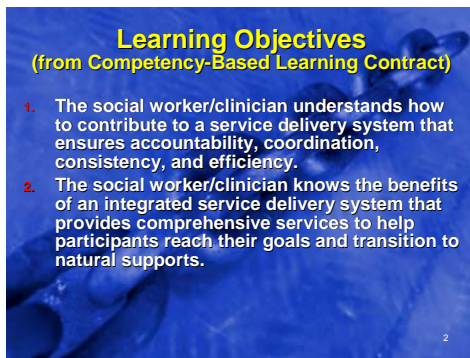 Learning Objectives
(from Competency-Based Learning Contract)
1. The social worker/clinician understands how
to contribute to a service delivery system that
ensures accountability, coordination,
consistency, and efficiency.
2. The social worker/clinician knows the benefits
of an integrated service delivery system that
provides comprehensive services to help
participants reach their goals and transition to
natural supports.
2